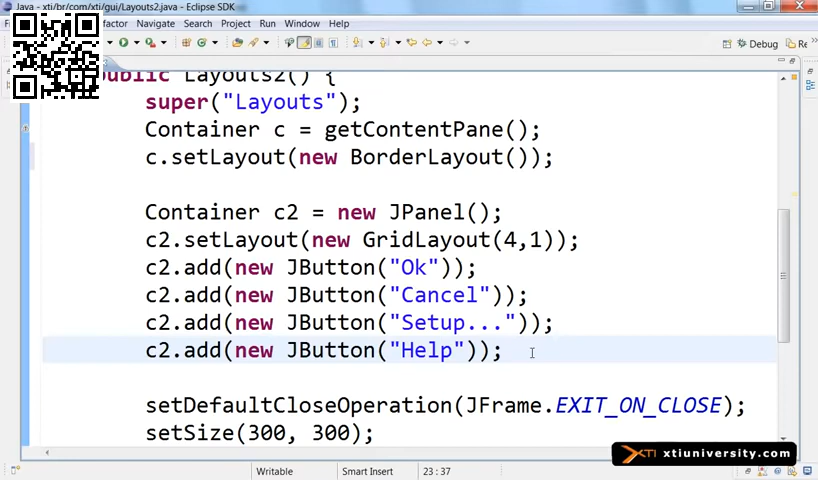 Java - xti/br/com/xti/gui/Layouts2.java - Eclipse SDK
Navigate Search Project Run Window Help
Debug
public Layouts2() {
super("Layouts");
Container c = getContentPane();
c.setLayout(new BorderLayout());
Container c2 = new JPanel();
c2.setLayout(new GridLayout(4,1));
c2.add(new JButton("Ok"));
c2.add(new JButton("Cancel"));
c2.add(new JButton("Setup..."));
c2.add(new JButton("Help"));
setDefaultCloseOperation(JFrame.EXIT_ON_CLOSE);
setSize(300, 300);
XTI xtiuniversity.com
Writable Smart Insert 23 : 37